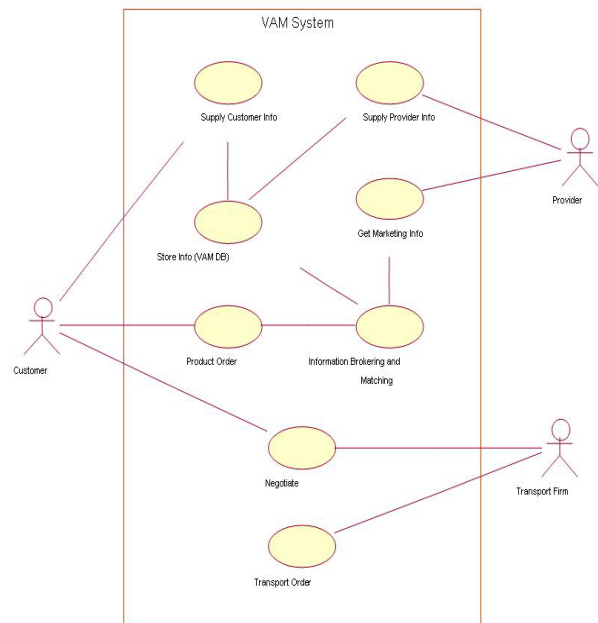 VAM System
Supply Customer Info
Supply Provider Info
Provider
Get Marketing Info
Store Info (VAM DB)
Product Order
Information Brokering and
Matching
Customer
Negotiate
Transport Firm
Transport Order